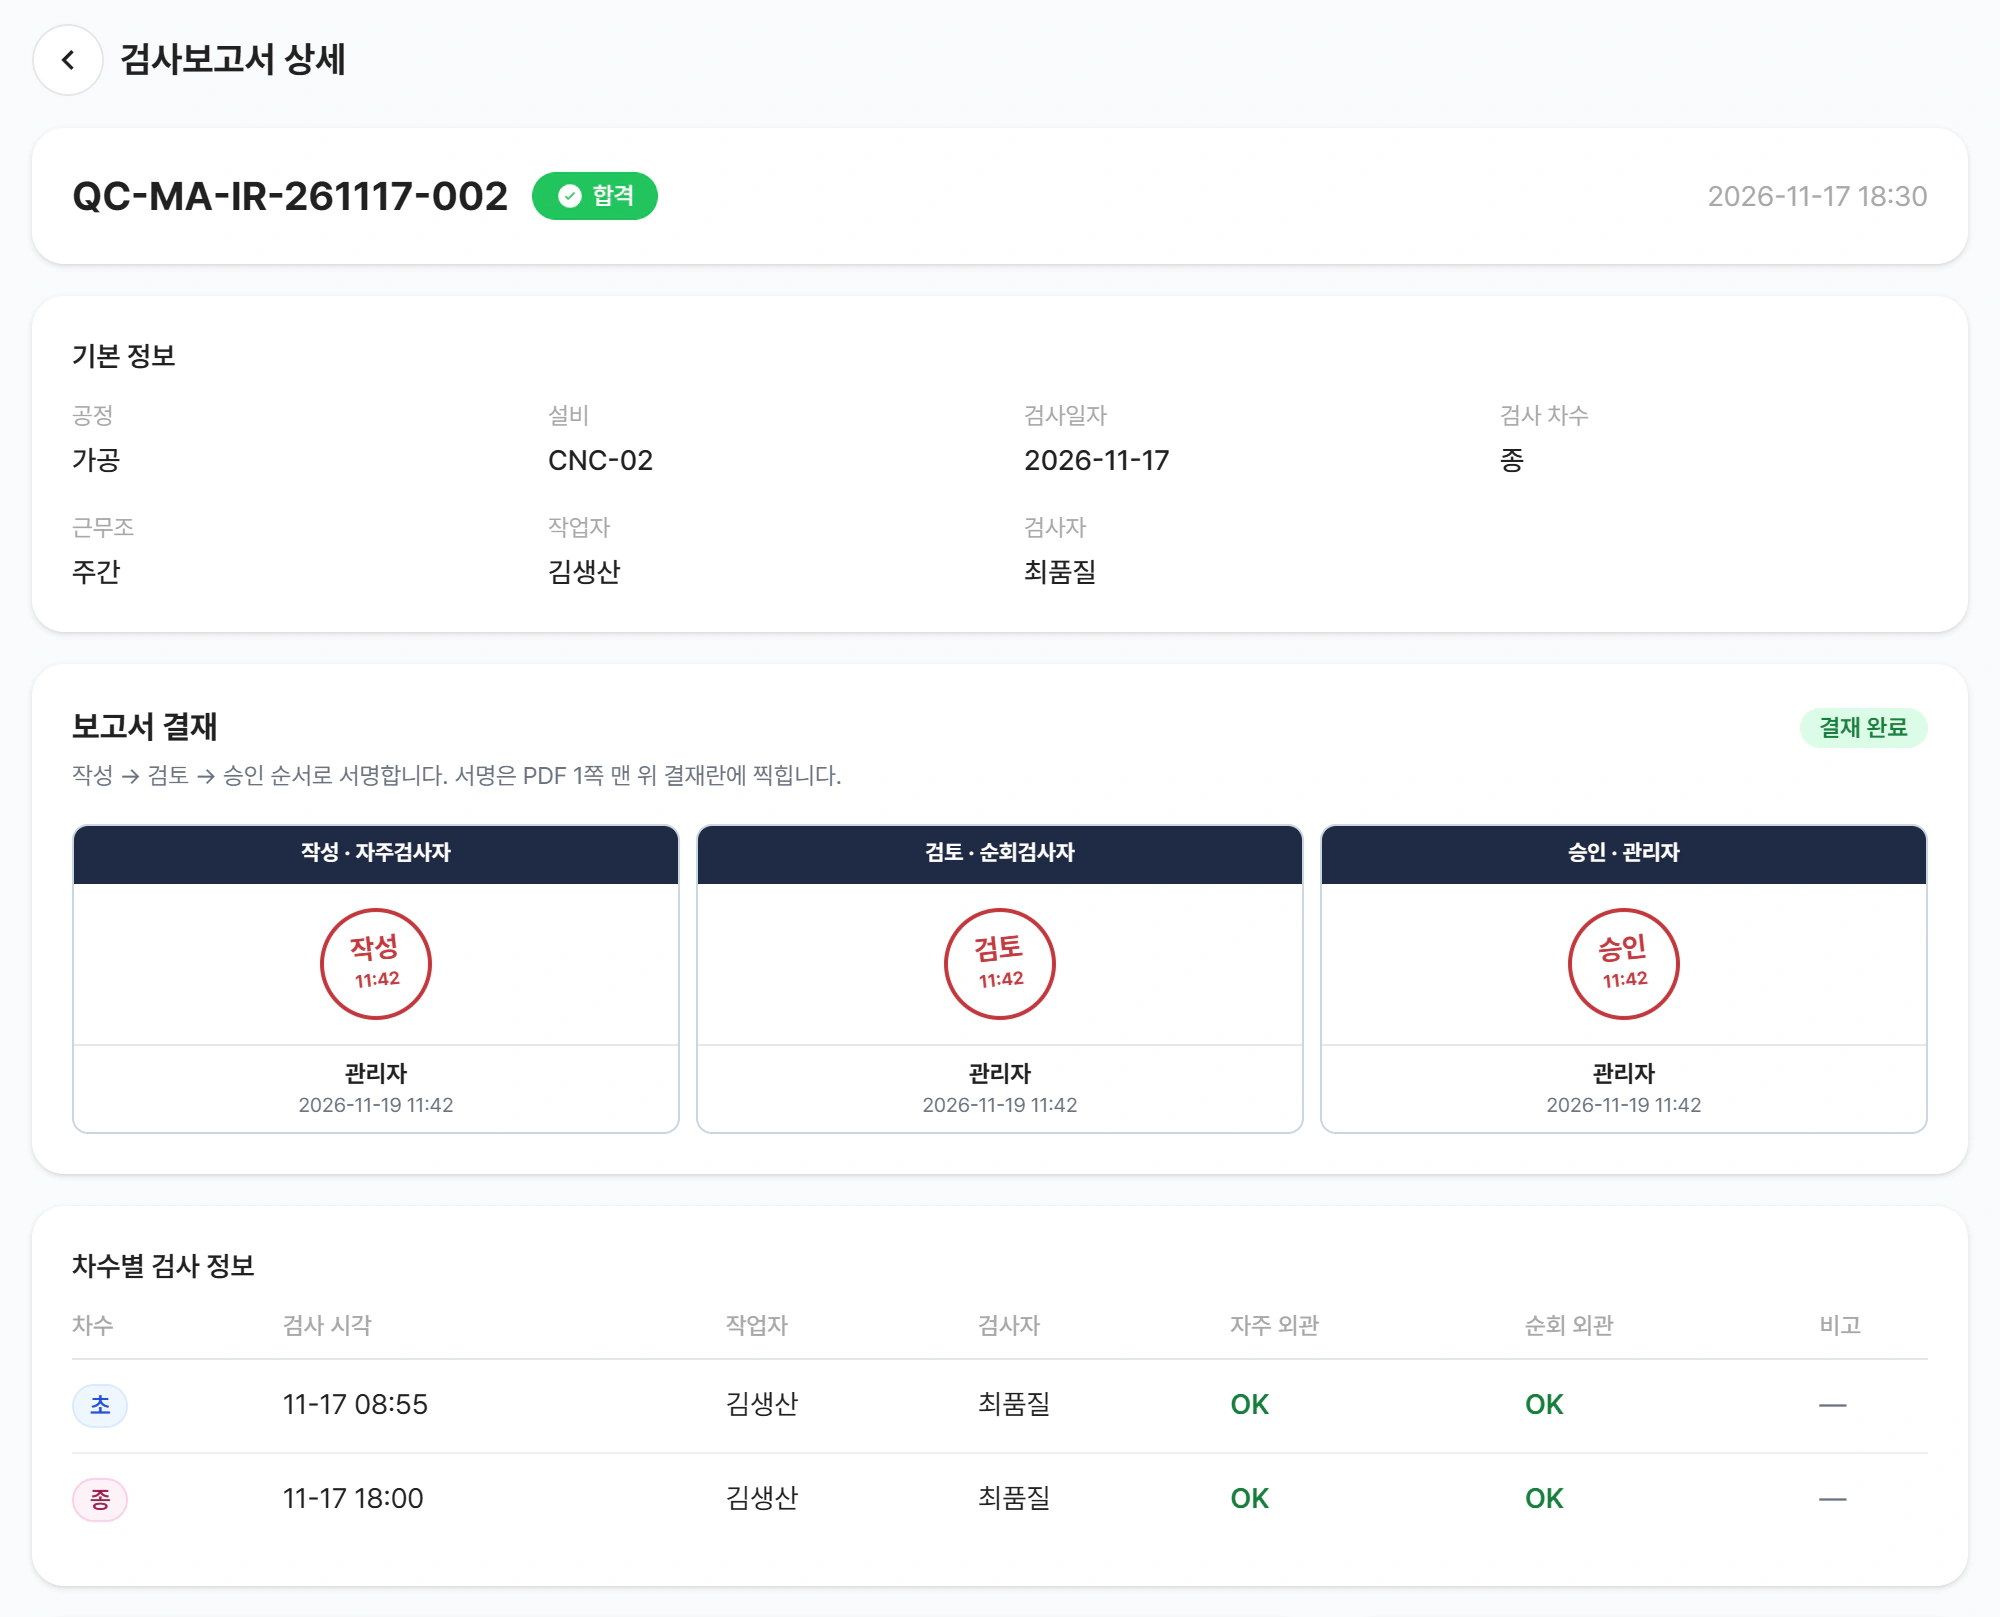 검사보고서 상세
QC-MA-IR-261117-002 합격 2026-11-17 18:30
기본 정보
공정 설비 검사일자 검사 차수
가공 CNC-02 2026-11-17 종
근무조 작업자 검사자
주간 김생산 최품질
보고서 결재 결재 완료
작성 → 검토 → 승인 순서로 서명합니다. 서명은 PDF 1쪽 맨 위 결재란에 찍힙니다.
작성 · 자주검사자 검토 · 순회검사자 승인 · 관리자
작성 검토 승인
11:42 11:42 11:42
관리자 관리자 관리자
2026-11-19 11:42 2026-11-19 11:42 2026-11-19 11:42
차수별 검사 정보
차수 검사 시각 작업자 검사자 자주 외관 순회 외관 비고
초 11-17 08:55 김생산 최품질 OK OK —
종 11-17 18:00 김생산 최품질 OK OK —